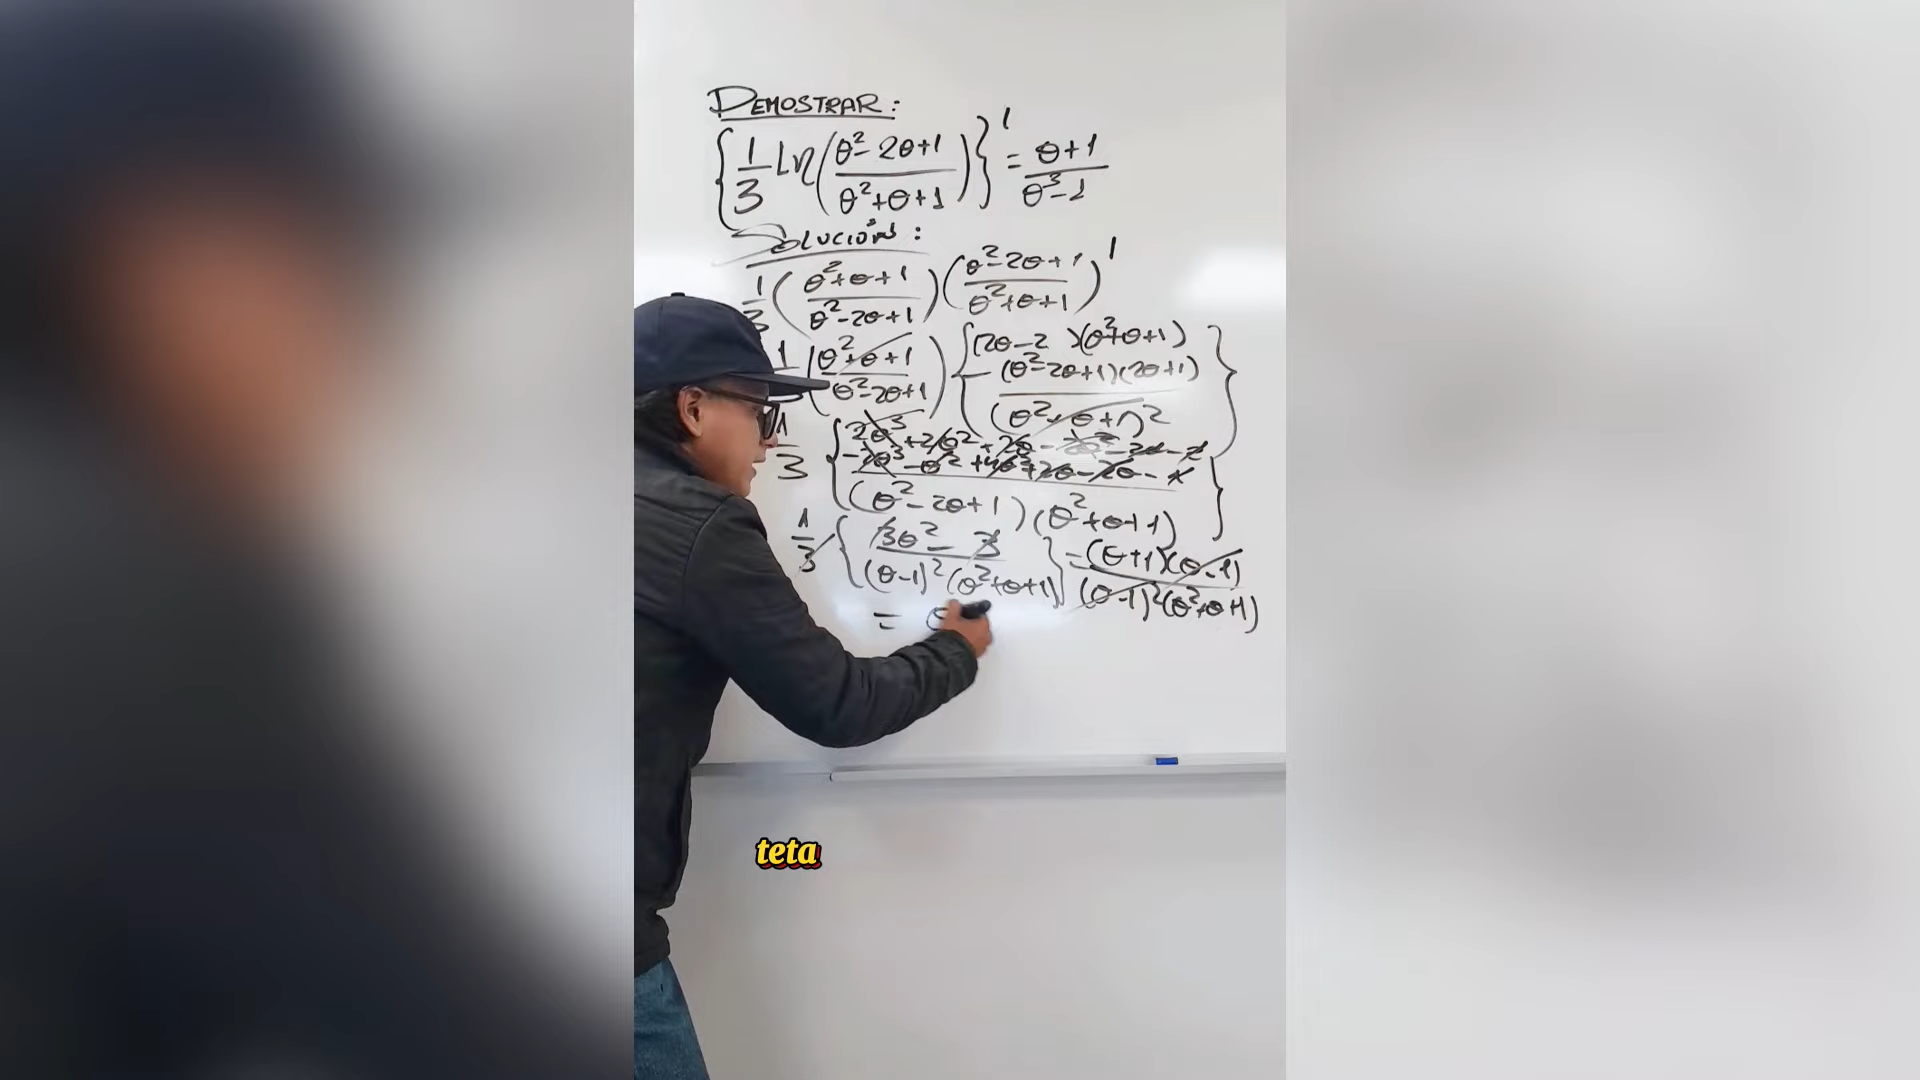 DEMOSTRAR:
{1/3 Ln((θ²-2θ+1)/(θ²+θ+1))}' = (θ+1)/(θ³-1)
SOLUCIÓN:
1/3 ((θ²+θ+1)/(θ²-2θ+1)) ((θ²-2θ+1)/(θ²+θ+1))'
1 ((θ²+θ+1)/(θ²-2θ+1)) {(2θ-2)(θ²+θ+1)
-(θ²-2θ+1)(2θ+1)
(θ²+θ+1)²}
1/3 {2θ³+2θ²+2θ-2θ²-2θ-2
-2θ³-θ²+4θ²+2θ-2θ-1
(θ²-2θ+1)(θ²+θ+1)}
1/3 {(3θ²-3)/((θ-1)²(θ²+θ+1))} = ((θ+1)(θ-1))/((θ-1)²(θ²+θ+1))
= θ
teta